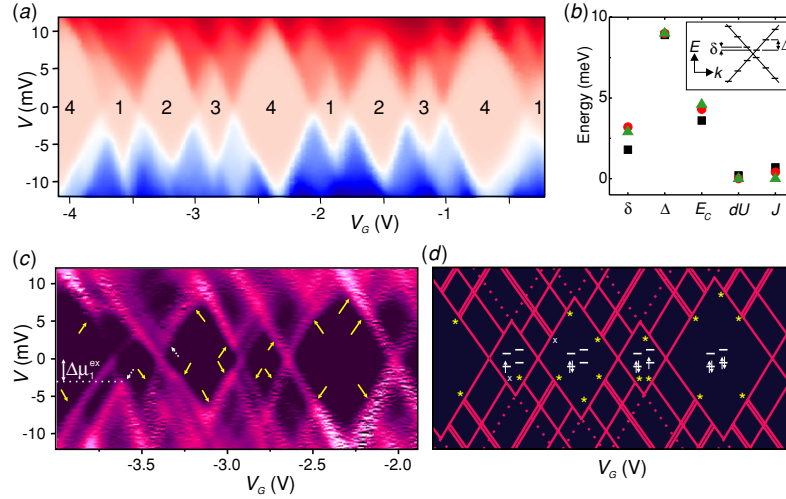 (a)
V (mV)
10
5
0
-5
-10
4 1 2 3 4 1 2 3 4 1
-4 -3 -2 -1
V_G (V)
(b)
Energy (meV)
10
5
0
δ Δ E_C dU J
E
k
δ
Δ
(c)
V (mV)
10
5
0
-5
-10
Δμ₁ᵉˣ
-3.5 -3.0 -2.5 -2.0
V_G (V)
(d)
x
x
V_G (V)